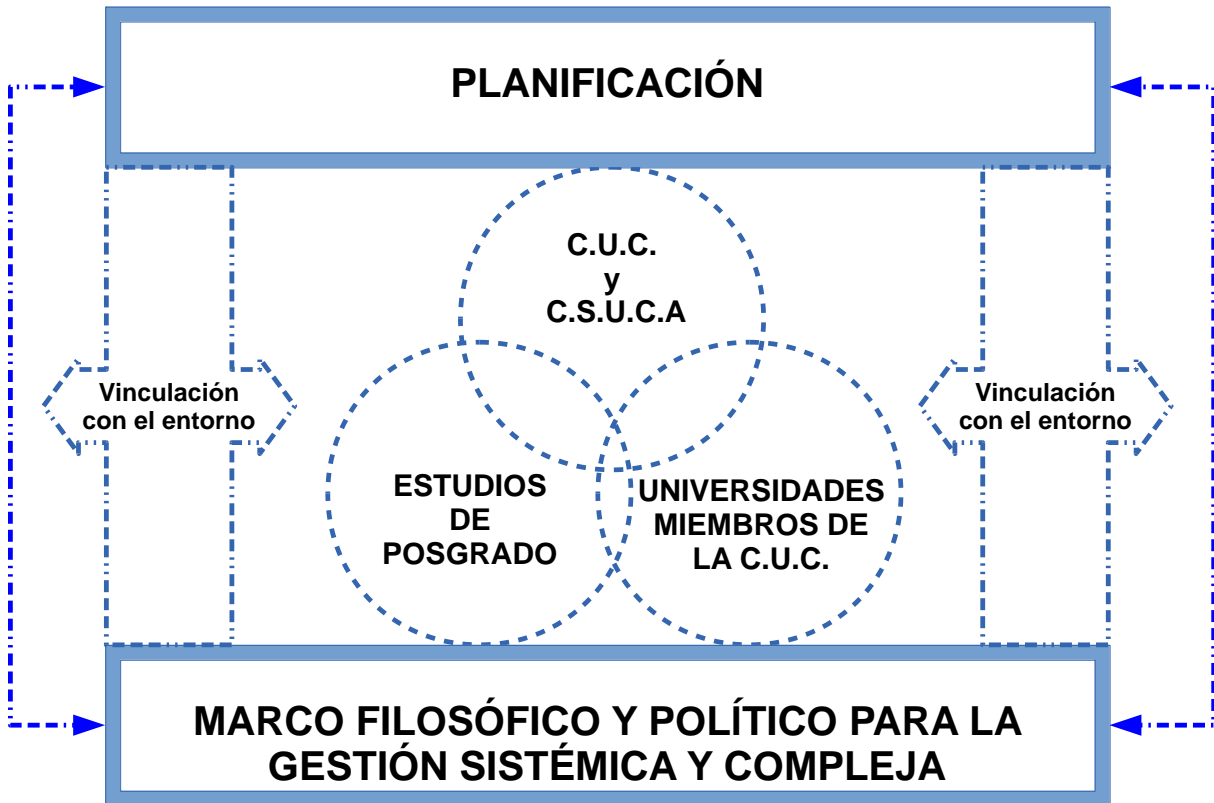 PLANIFICACIÓN
C.U.C.
y
C.S.U.C.A
Vinculación
con el entorno
Vinculación
con el entorno
ESTUDIOS
DE
POSGRADO
UNIVERSIDADES
MIEMBROS DE
LA C.U.C.
MARCO FILOSÓFICO Y POLÍTICO PARA LA
GESTIÓN SISTÉMICA Y COMPLEJA